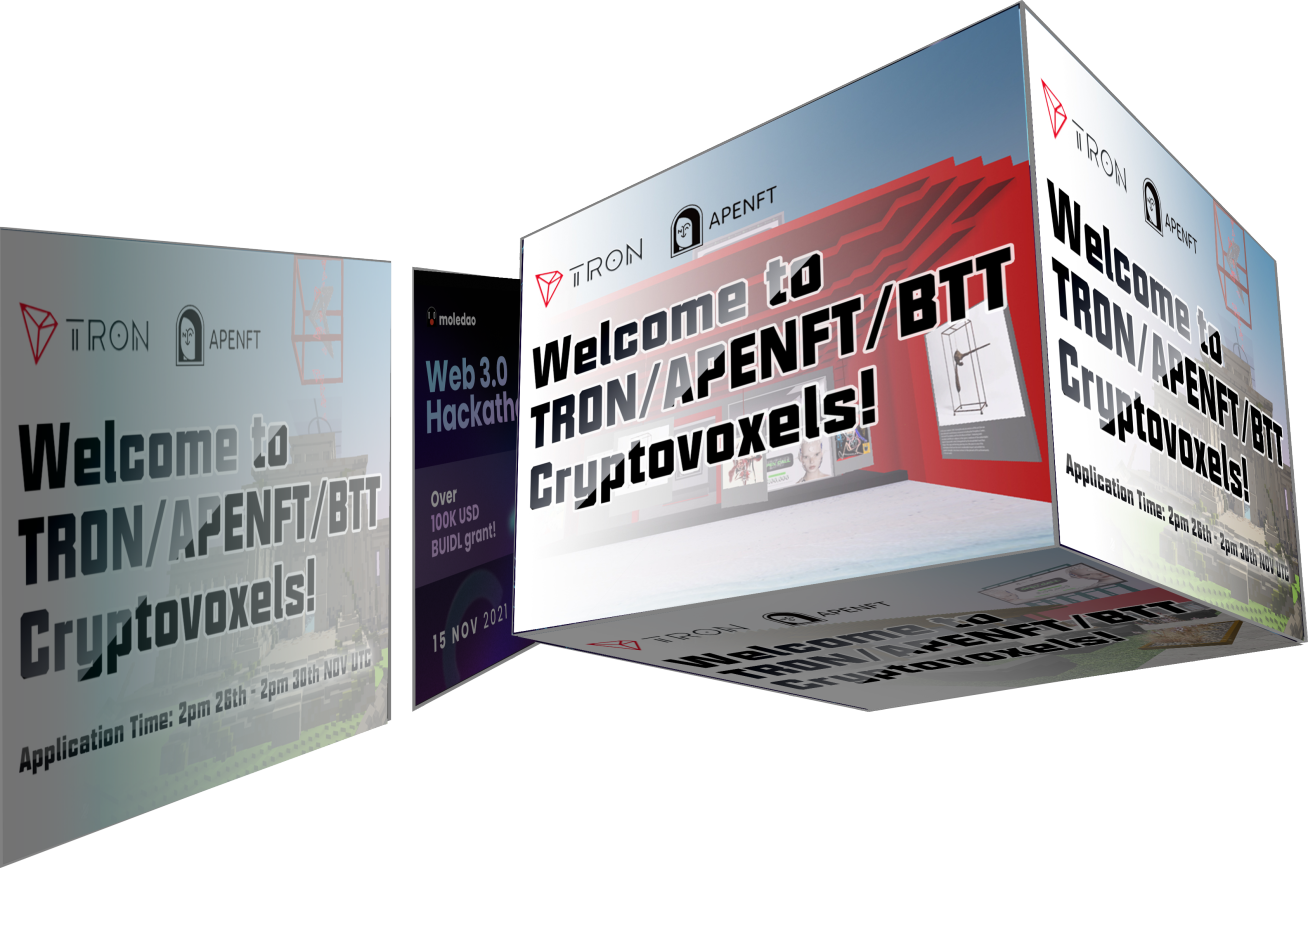 TRON APENFT
Welcome to
TRON/APENFT/BTT
Cryptovoxels!
Application Time: 2pm 26th - 2pm 30th NOV UTC
moledao
Web 3.0
Over
100K USD
BUIDL grant!
15 NOV 2021
TRON APENFT
Welcome to
TRON/APENFT/BTT
Cryptovoxels!
TRON APENFT
Welcome to
TRON/APENFT/BTT
Cryptovoxels!
Application Time: 2pm 26th - 2pm 30th NOV UTC
TRON APENFT
Welcome to
TRON/APENFT/BTT
Cryptovoxels!